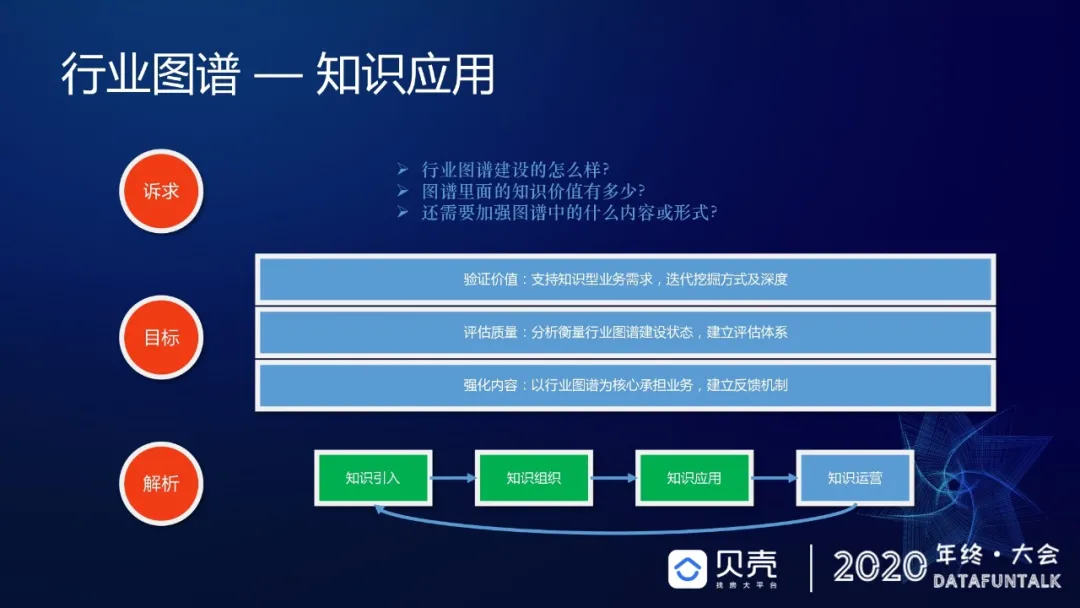 行业图谱 — 知识应用
诉求
➢ 行业图谱建设的怎么样?
➢ 图谱里面的知识价值有多少?
➢ 还需要加强图谱中的什么内容或形式?
目标
验证价值：支持知识型业务需求，迭代挖掘方式及深度
评估质量：分析衡量行业图谱建设状态，建立评估体系
强化内容：以行业图谱为核心承担业务，建立反馈机制
解析
知识引入
知识组织
知识应用
知识运营
贝壳
找房大平台
2020
年终·大会
DATAFUNTALK